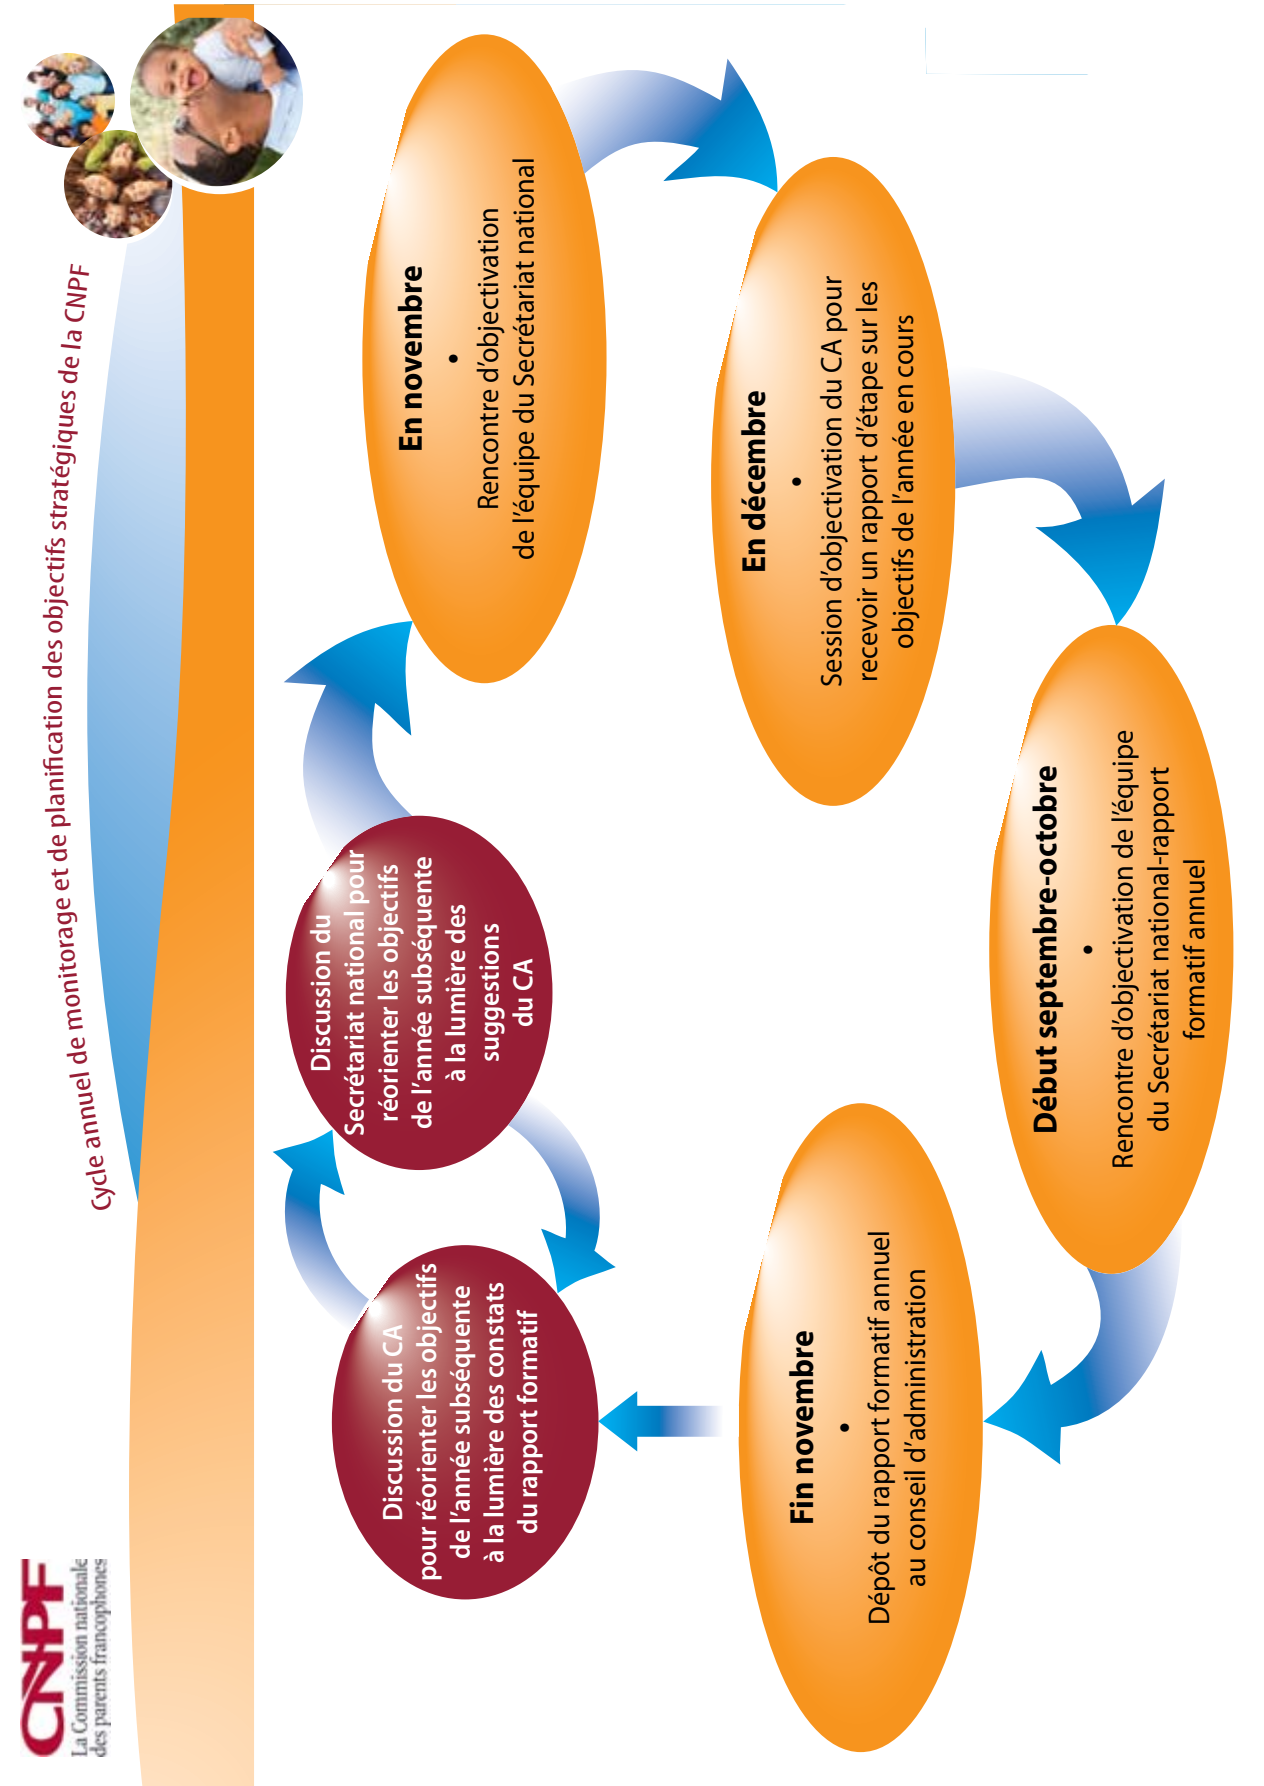 CNPF
La Commission nationale
des parents francophones
Cycle annuel de monitorage et de planification des objectifs stratégiques de la CNPF
Discussion du CA
pour réorienter les objectifs
de l'année subséquente
à la lumière des constats
du rapport formatif
Discussion du
Secrétariat national pour
réorienter les objectifs
de l'année subséquente
à la lumière des
suggestions
du CA
En novembre
•
Rencontre d'objectivation
de l'équipe du Secrétariat national
En décembre
•
Session d'objectivation du CA pour
recevoir un rapport d'étape sur les
objectifs de l'année en cours
Début septembre-octobre
•
Rencontre d'objectivation de l'équipe
du Secrétariat national-rapport
formatif annuel
Fin novembre
•
Dépôt du rapport formatif annuel
au conseil d'administration